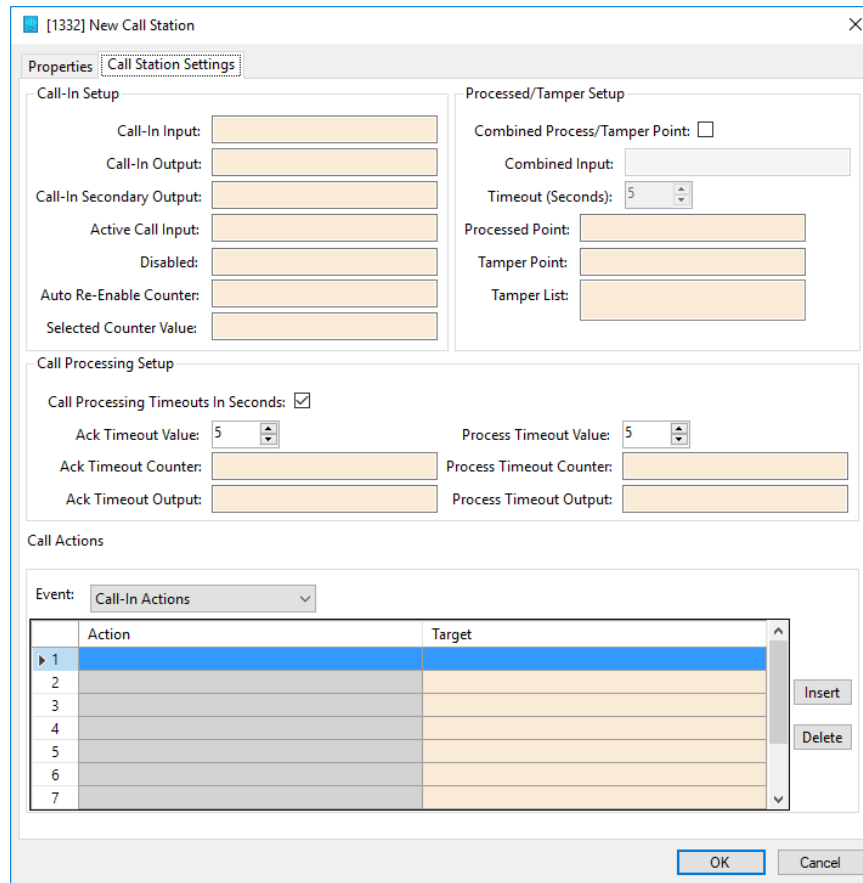 [1332] New Call Station
Properties Call Station Settings
Call-In Setup
Call-In Input:
Call-In Output:
Call-In Secondary Output:
Active Call Input:
Disabled:
Auto Re-Enable Counter:
Selected Counter Value:
Processed/Tamper Setup
Combined Process/Tamper Point:
Combined Input:
Timeout (Seconds): 5
Processed Point:
Tamper Point:
Tamper List:
Call Processing Setup
Call Processing Timeouts In Seconds:
Ack Timeout Value: 5 Process Timeout Value: 5
Ack Timeout Counter: Process Timeout Counter:
Ack Timeout Output: Process Timeout Output:
Call Actions
Event: Call-In Actions
Action Target
1
2
3
4
5
6
7
Insert
Delete
OK Cancel